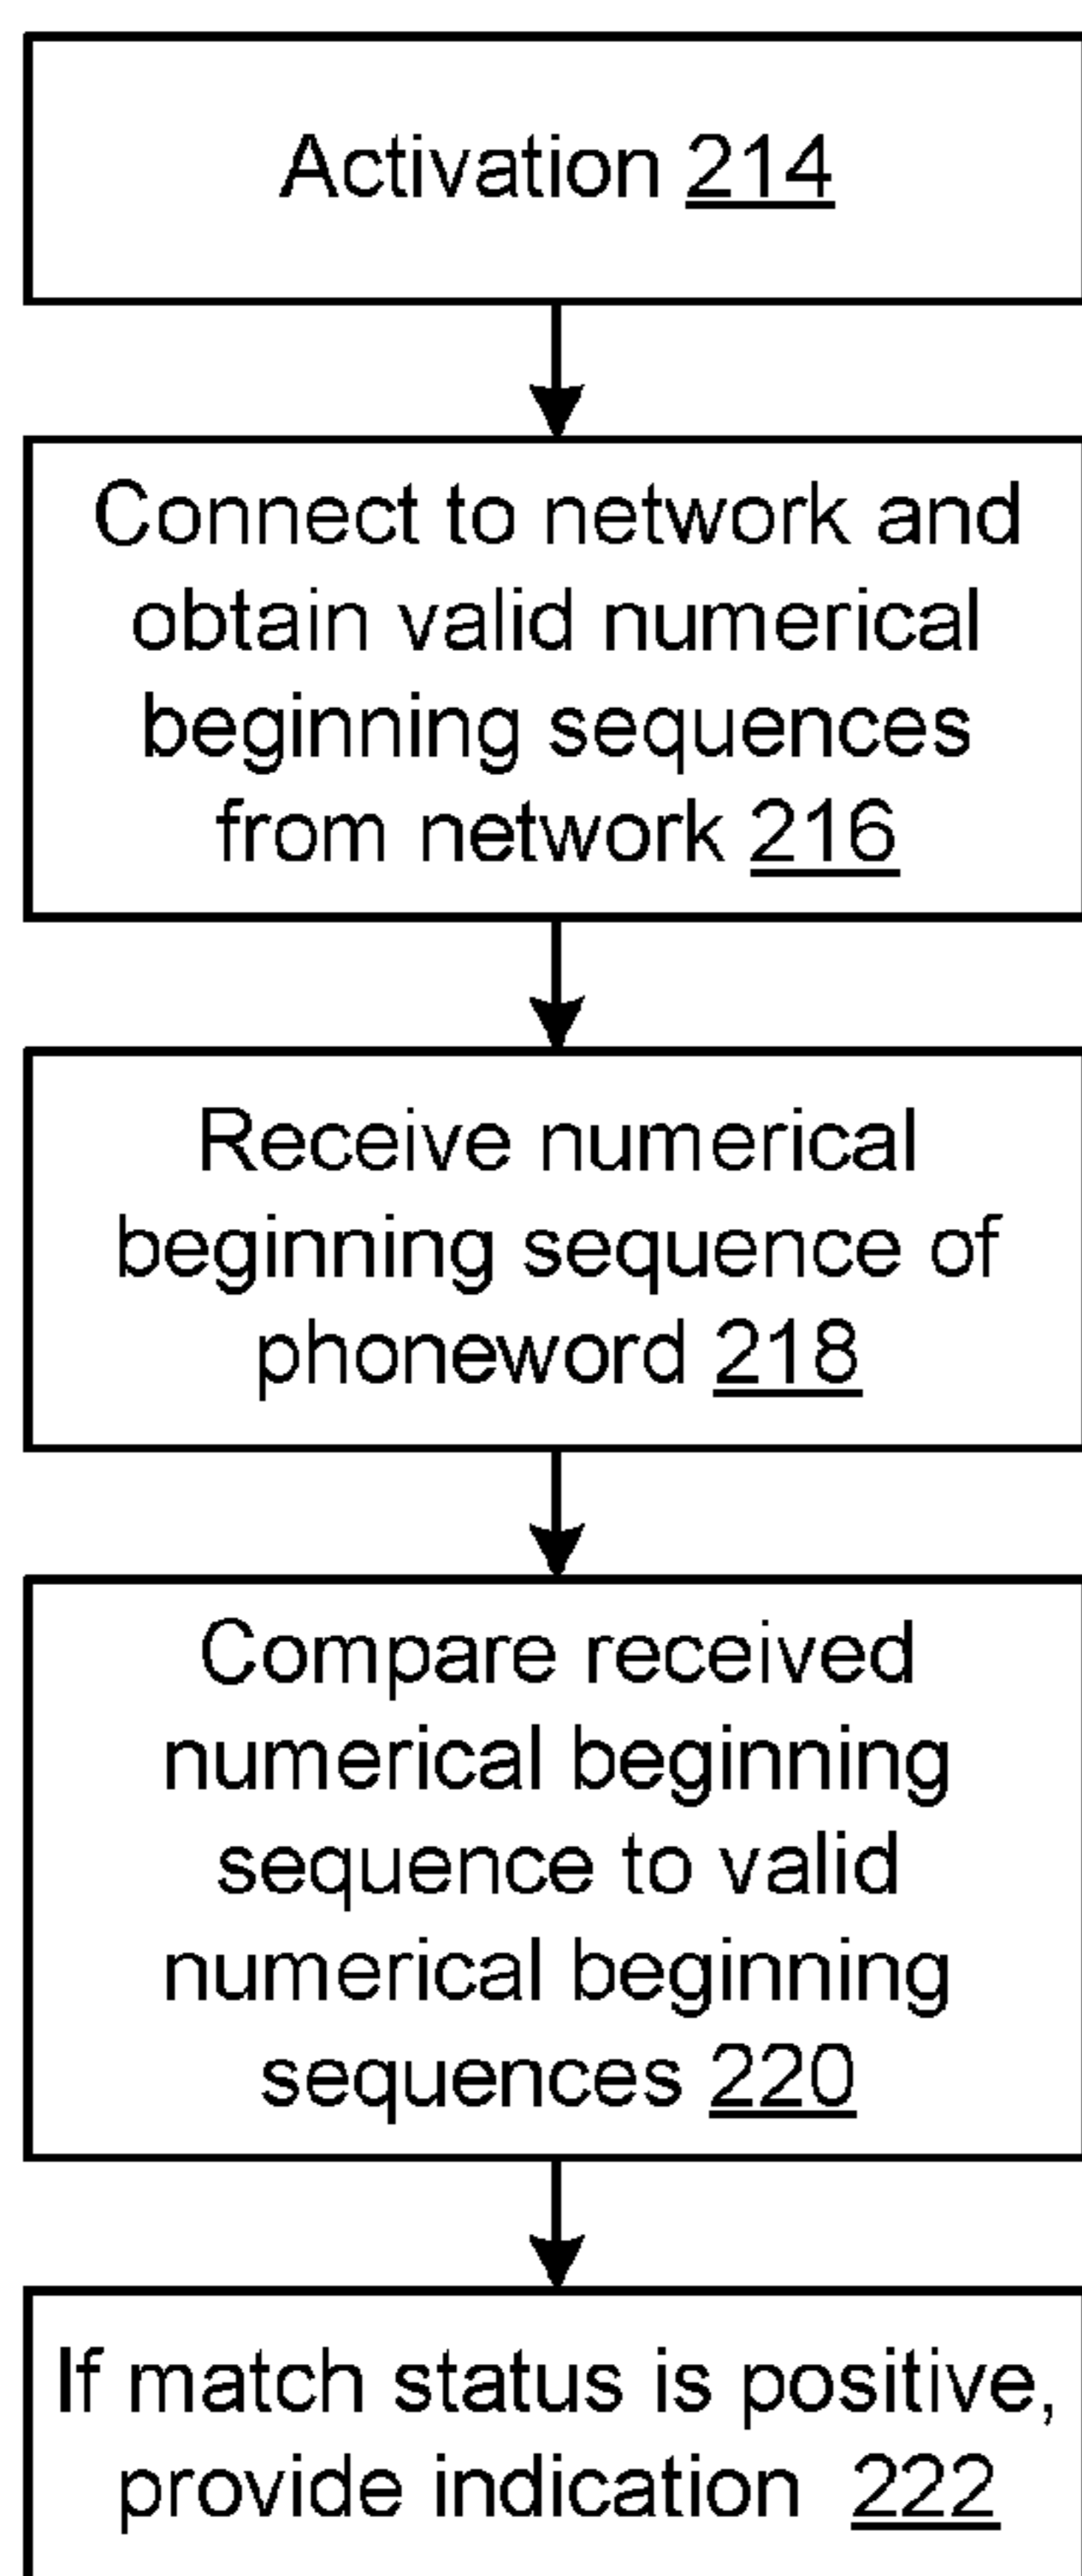 Activation 214
Connect to network and
obtain valid numerical
beginning sequences
from network 216
Receive numerical
beginning sequence of
phoneword 218
Compare received
numerical beginning
sequence to valid
numerical beginning
sequences 220
If match status is positive,
provide indication 222